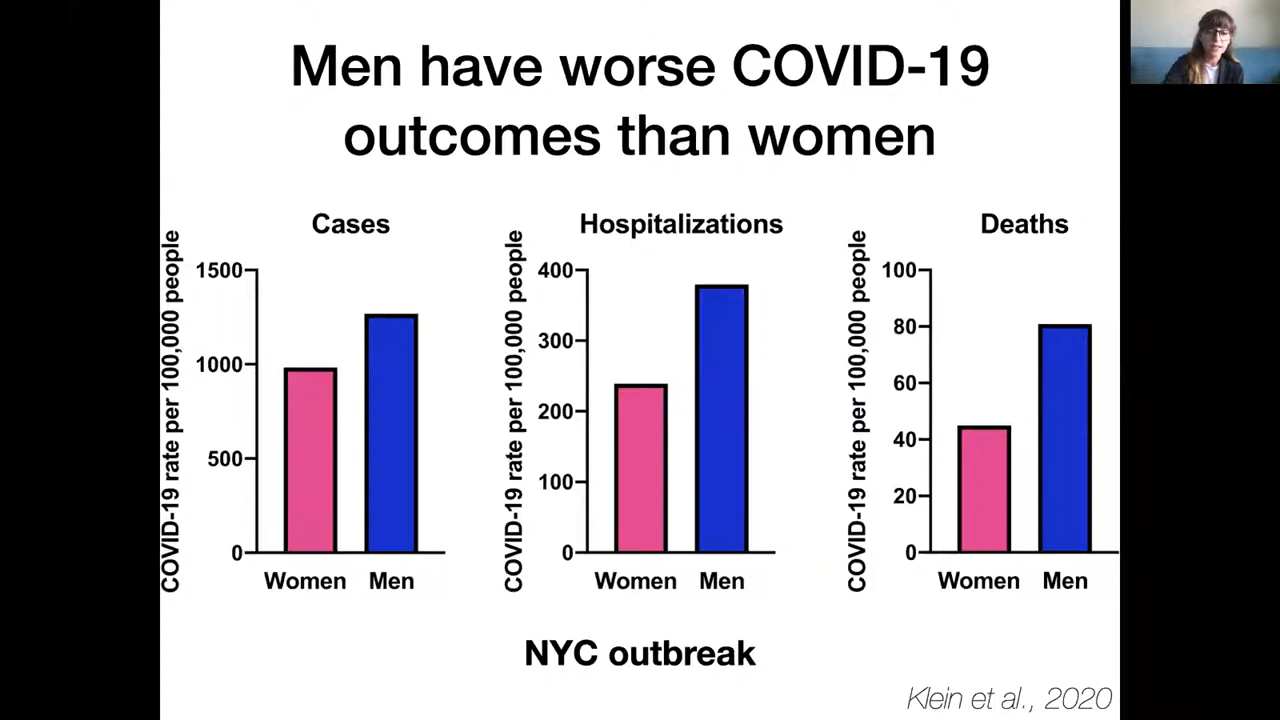 Men have worse COVID-19
outcomes than women
Cases
COVID-19 rate per 100,000 people
1500
1000
500
0
Women Men
Hospitalizations
COVID-19 rate per 100,000 people
400
300
200
100
0
Women Men
Deaths
COVID-19 rate per 100,000 people
100
80
60
40
20
0
Women Men
NYC outbreak
Klein et al., 2020